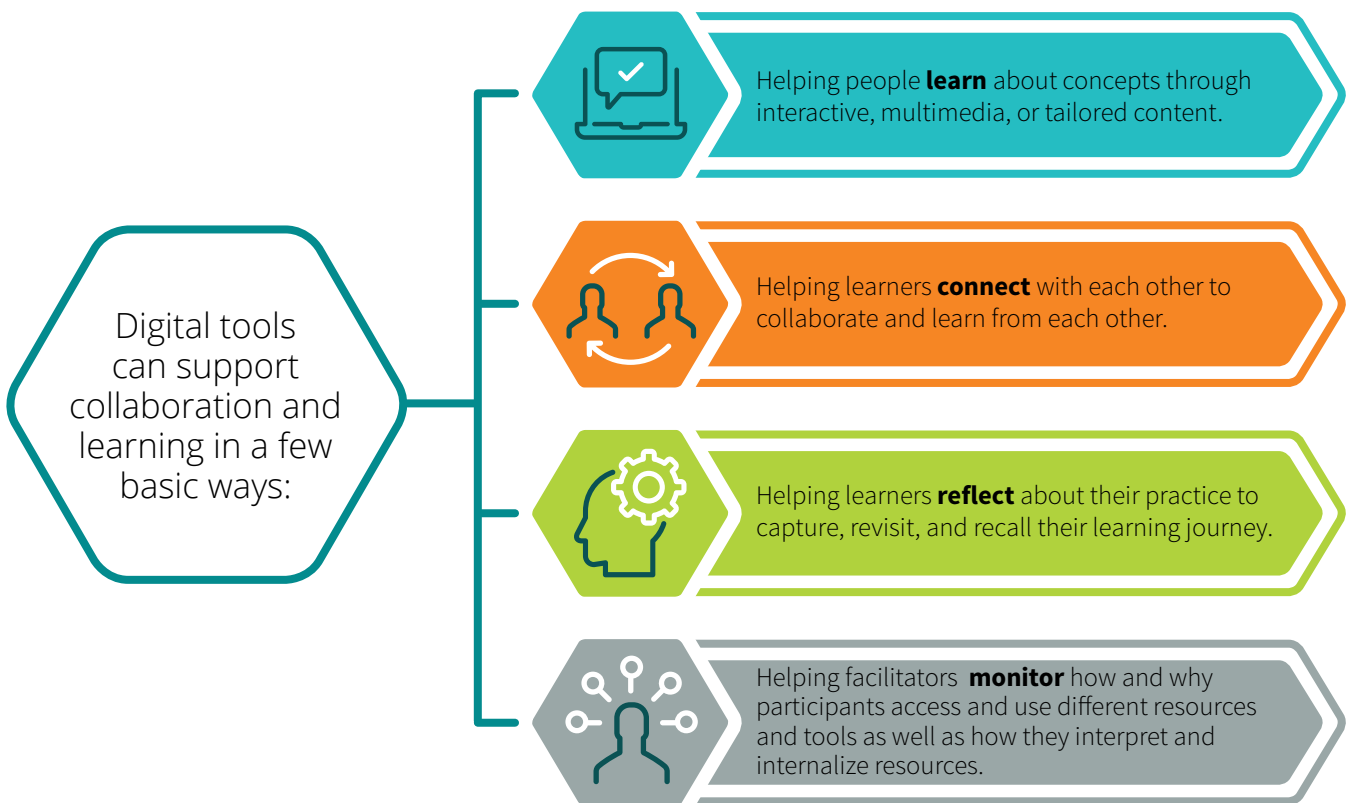 Digital tools
can support
collaboration and
learning in a few
basic ways:
Helping people learn about concepts through
interactive, multimedia, or tailored content.
Helping learners connect with each other to
collaborate and learn from each other.
Helping learners reflect about their practice to
capture, revisit, and recall their learning journey.
Helping facilitators monitor how and why
participants access and use different resources
and tools as well as how they interpret and
internalize resources.